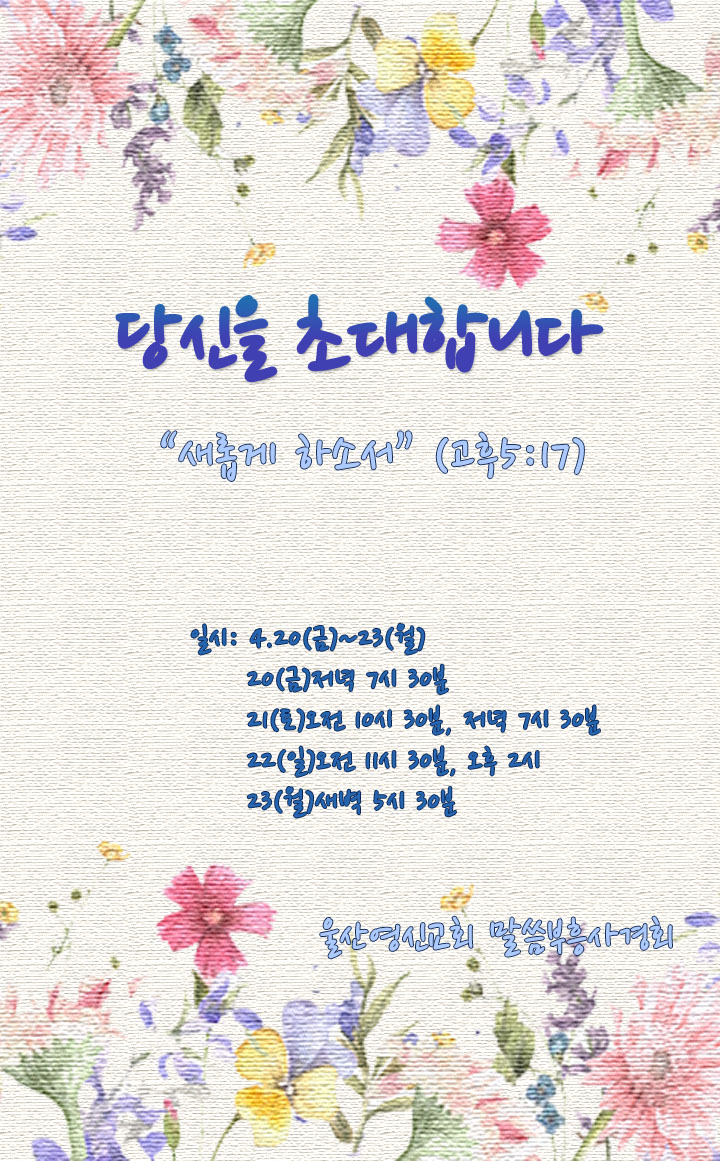 당신을 초대합니다
“새롭게 하소서” (고후5:17)
일시: 4.20(금)~23(월)
20(금)저녁 7시 30분
21(토)오전 10시 30분, 저녁 7시 30분
22(일)오전 11시 30분, 오후 2시
23(월)새벽 5시 30분
울산영신교회 말씀부흥사경회